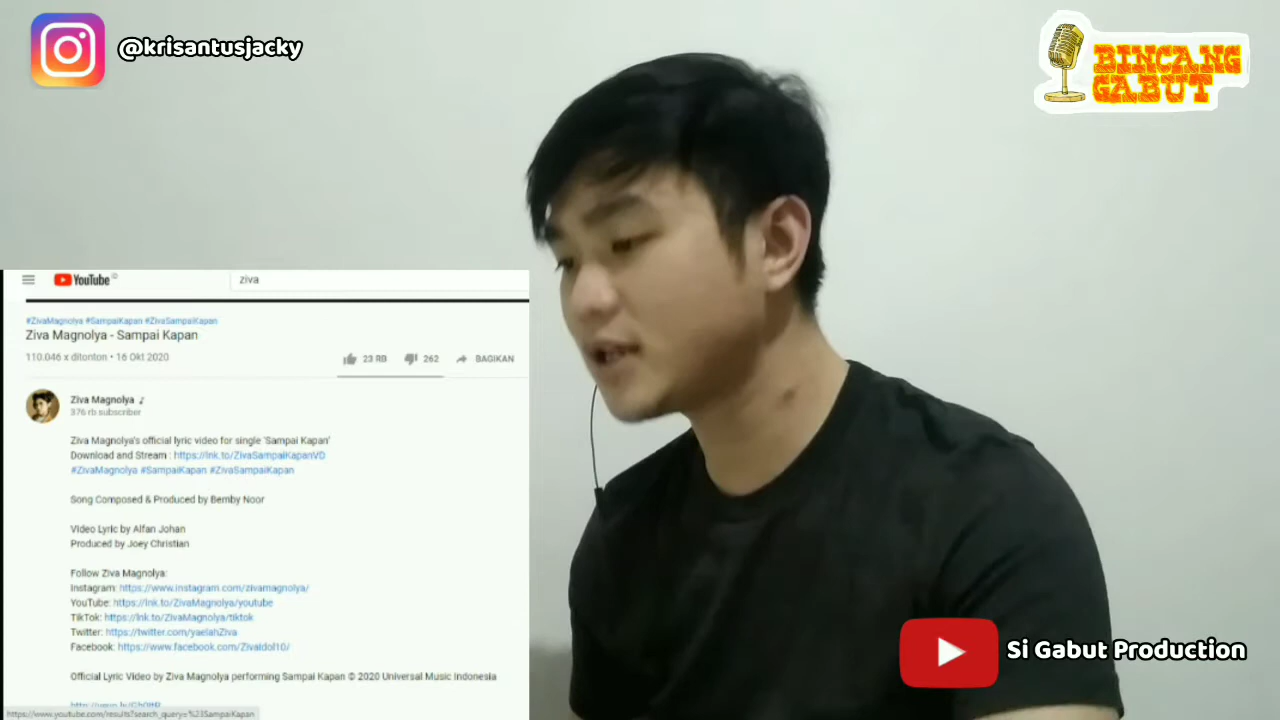 @krisantusjacky
BINCANG
GABUT
YouTube
ziva
#ZivaMagnolya #SampaiKapan #ZivaSampaiKapan
Ziva Magnolya - Sampai Kapan
110.046 x ditonton • 16 Okt 2020
23 RB
262
BAGIKAN
Ziva Magnolya
376 rb subscriber
Ziva Magnolya's official lyric video for single 'Sampai Kapan'
Download and Stream : https://lnk.to/ZivaSampaiKapanVD
#ZivaMagnolya #SampaiKapan #ZivaSampaiKapan
Song Composed & Produced by Bemby Noor
Video Lyric by Alfan Johan
Produced by Joey Christian
Follow Ziva Magnolya:
Instagram: https://www.instagram.com/zivamagnolya/
YouTube: https://lnk.to/ZivaMagnolya/youtube
TikTok: https://lnk.to/ZivaMagnolya/tiktok
Twitter: https://twitter.com/yaelahZiva
Facebook: https://www.facebook.com/ZivaIdol10/
Official Lyric Video by Ziva Magnolya performing Sampai Kapan © 2020 Universal Music Indonesia
https://www.youtube.com/results?search_query=%23SampaiKapan
Si Gabut Production